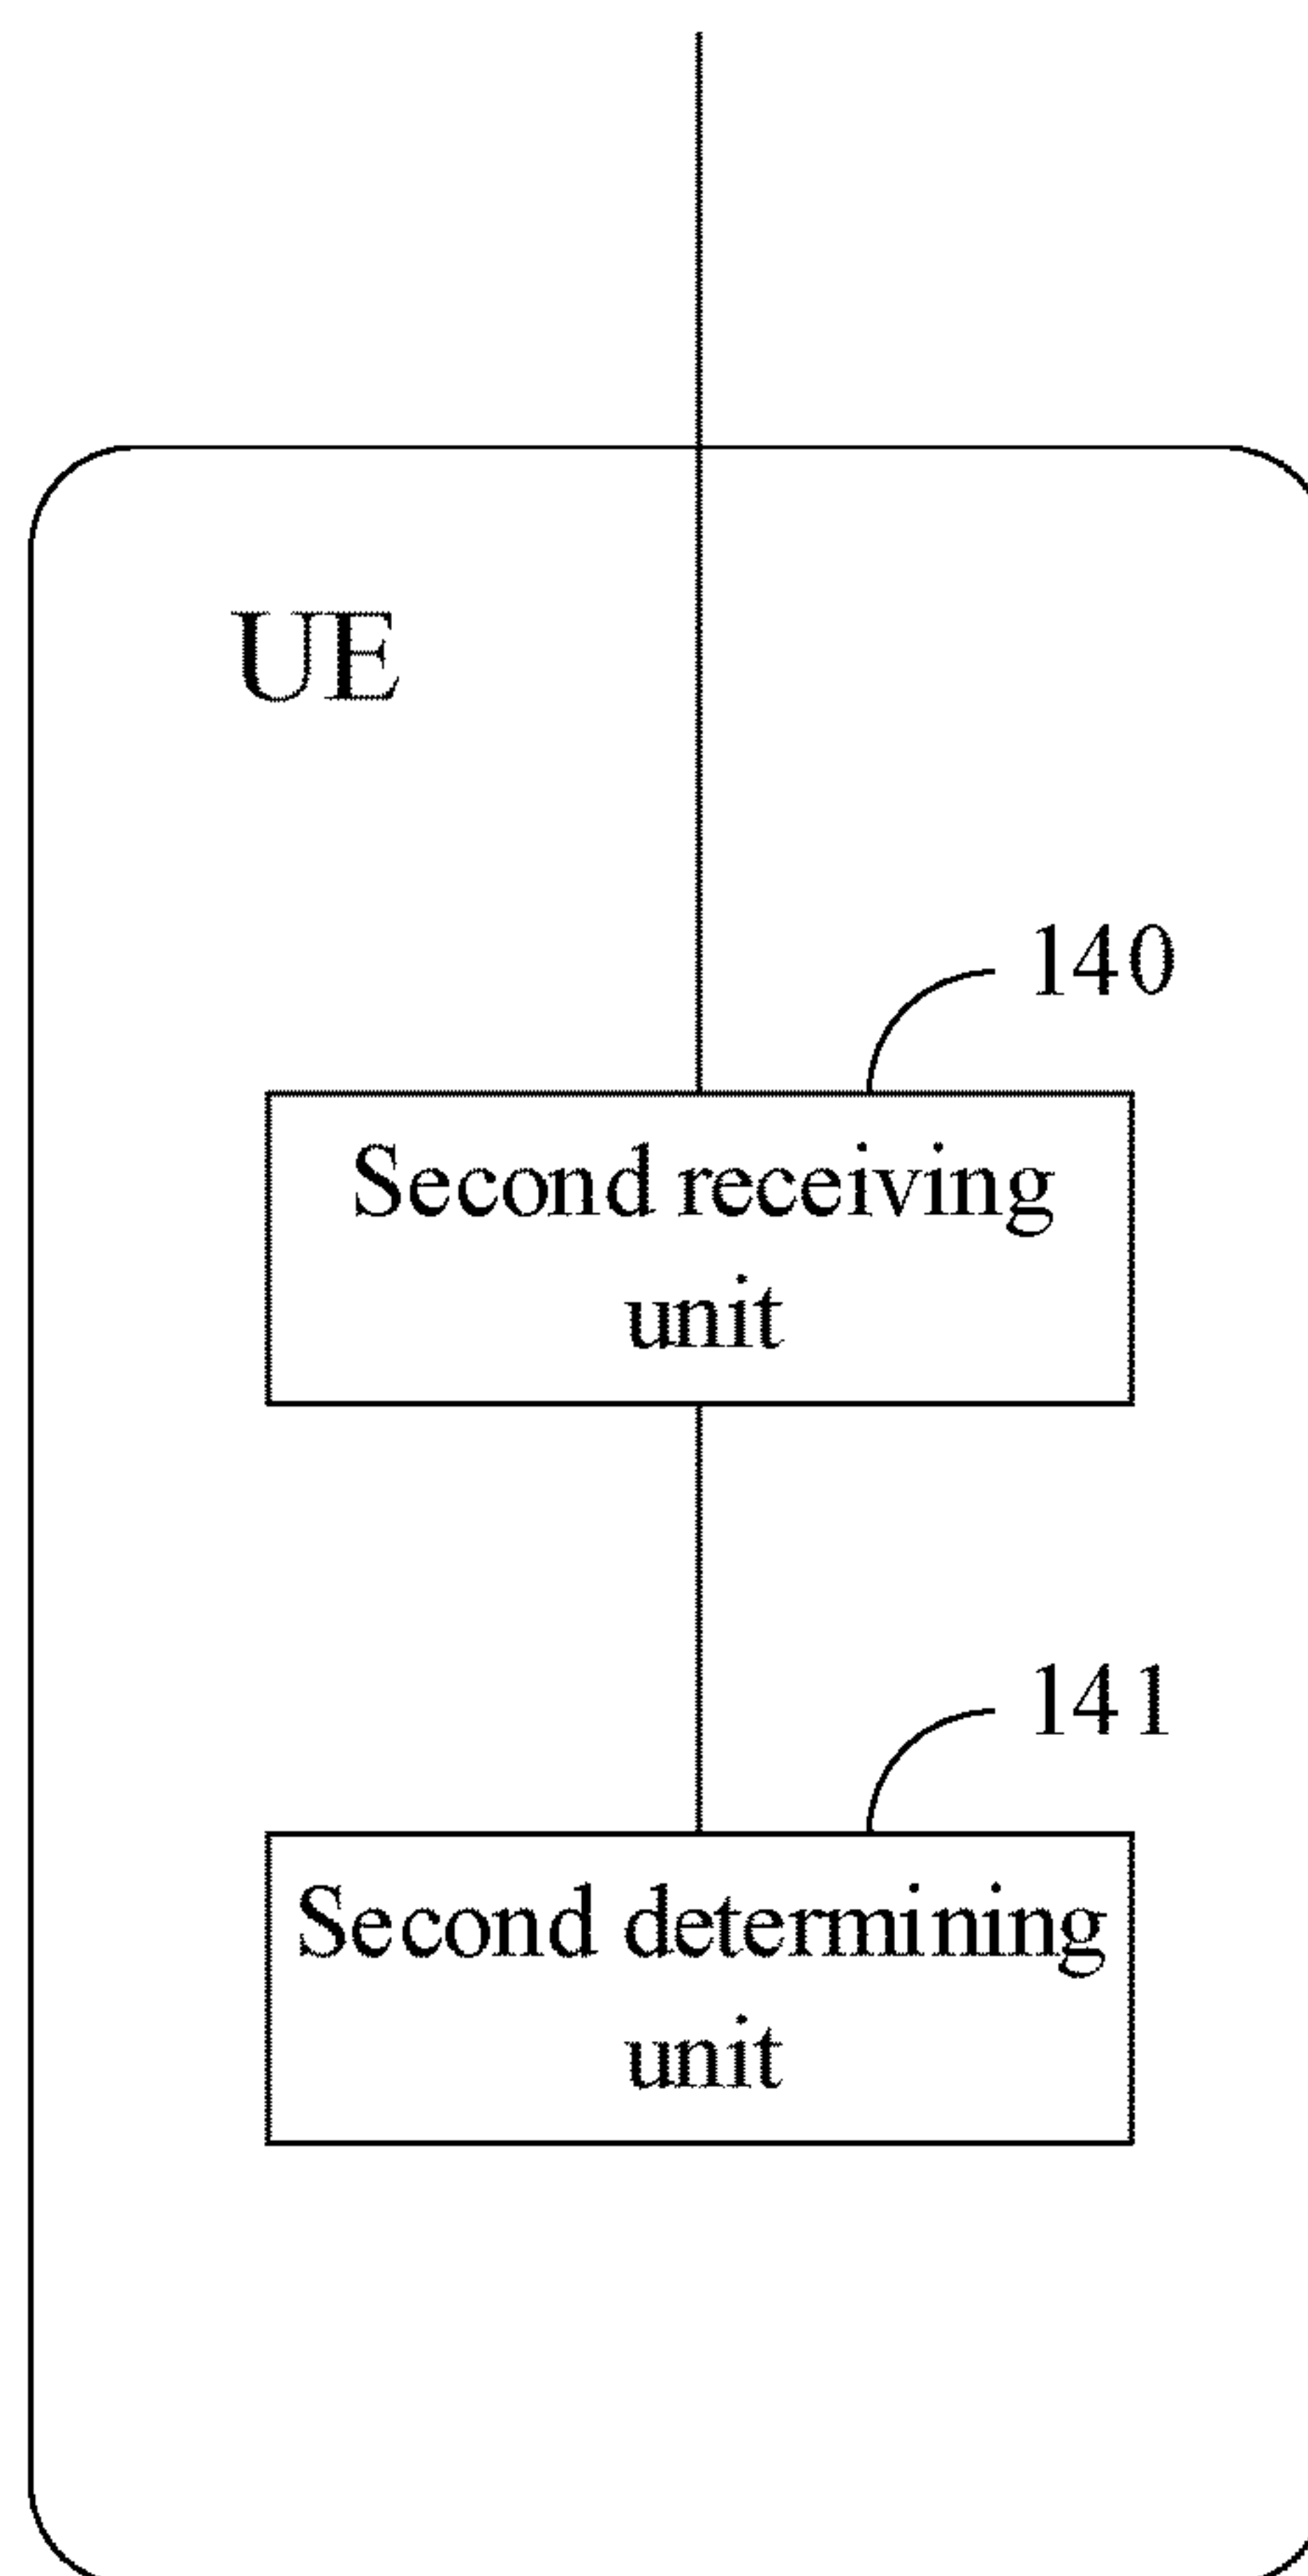 UE
140
Second receiving
unit
141
Second determining
unit